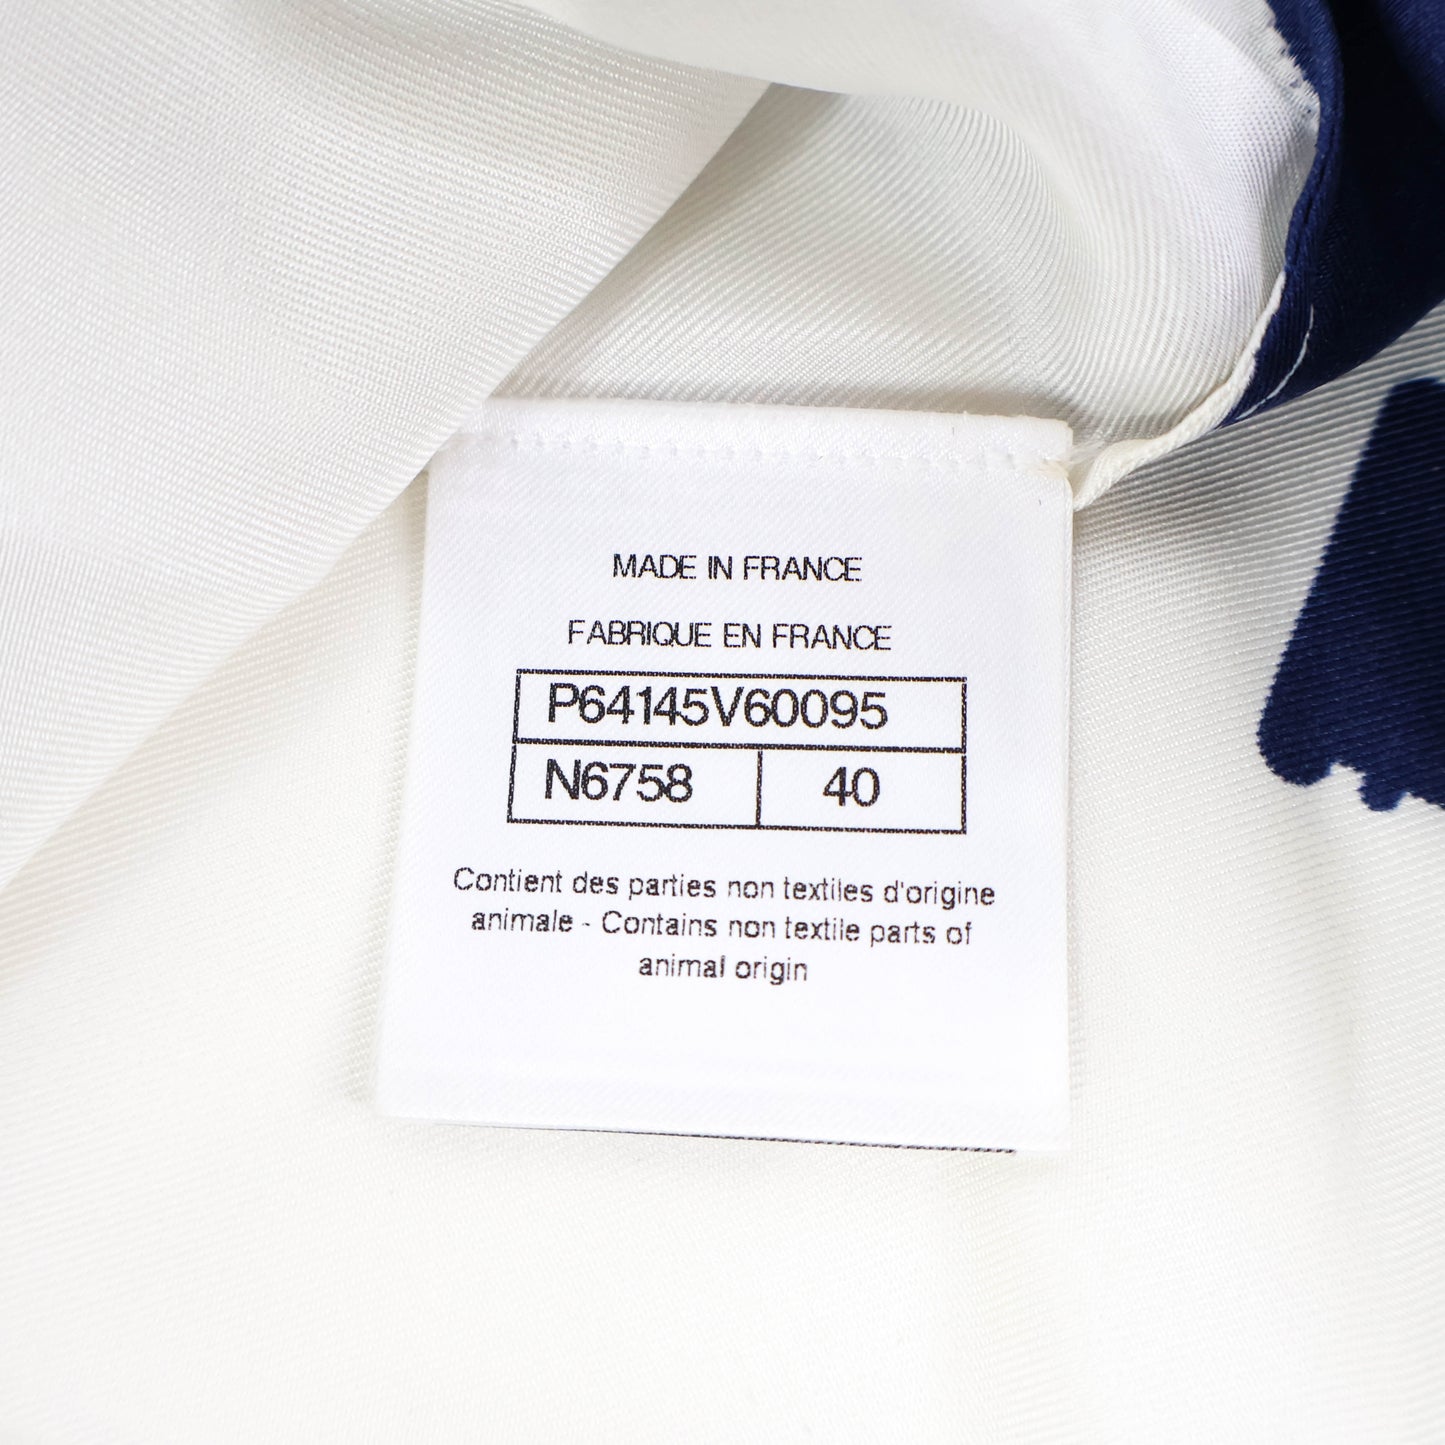 MADE IN FRANCE
FABRIQUE EN FRANCE
P64145V60095
N6758 40
Contient des parties non textiles d'origine
animale - Contains non textile parts of
animal origin